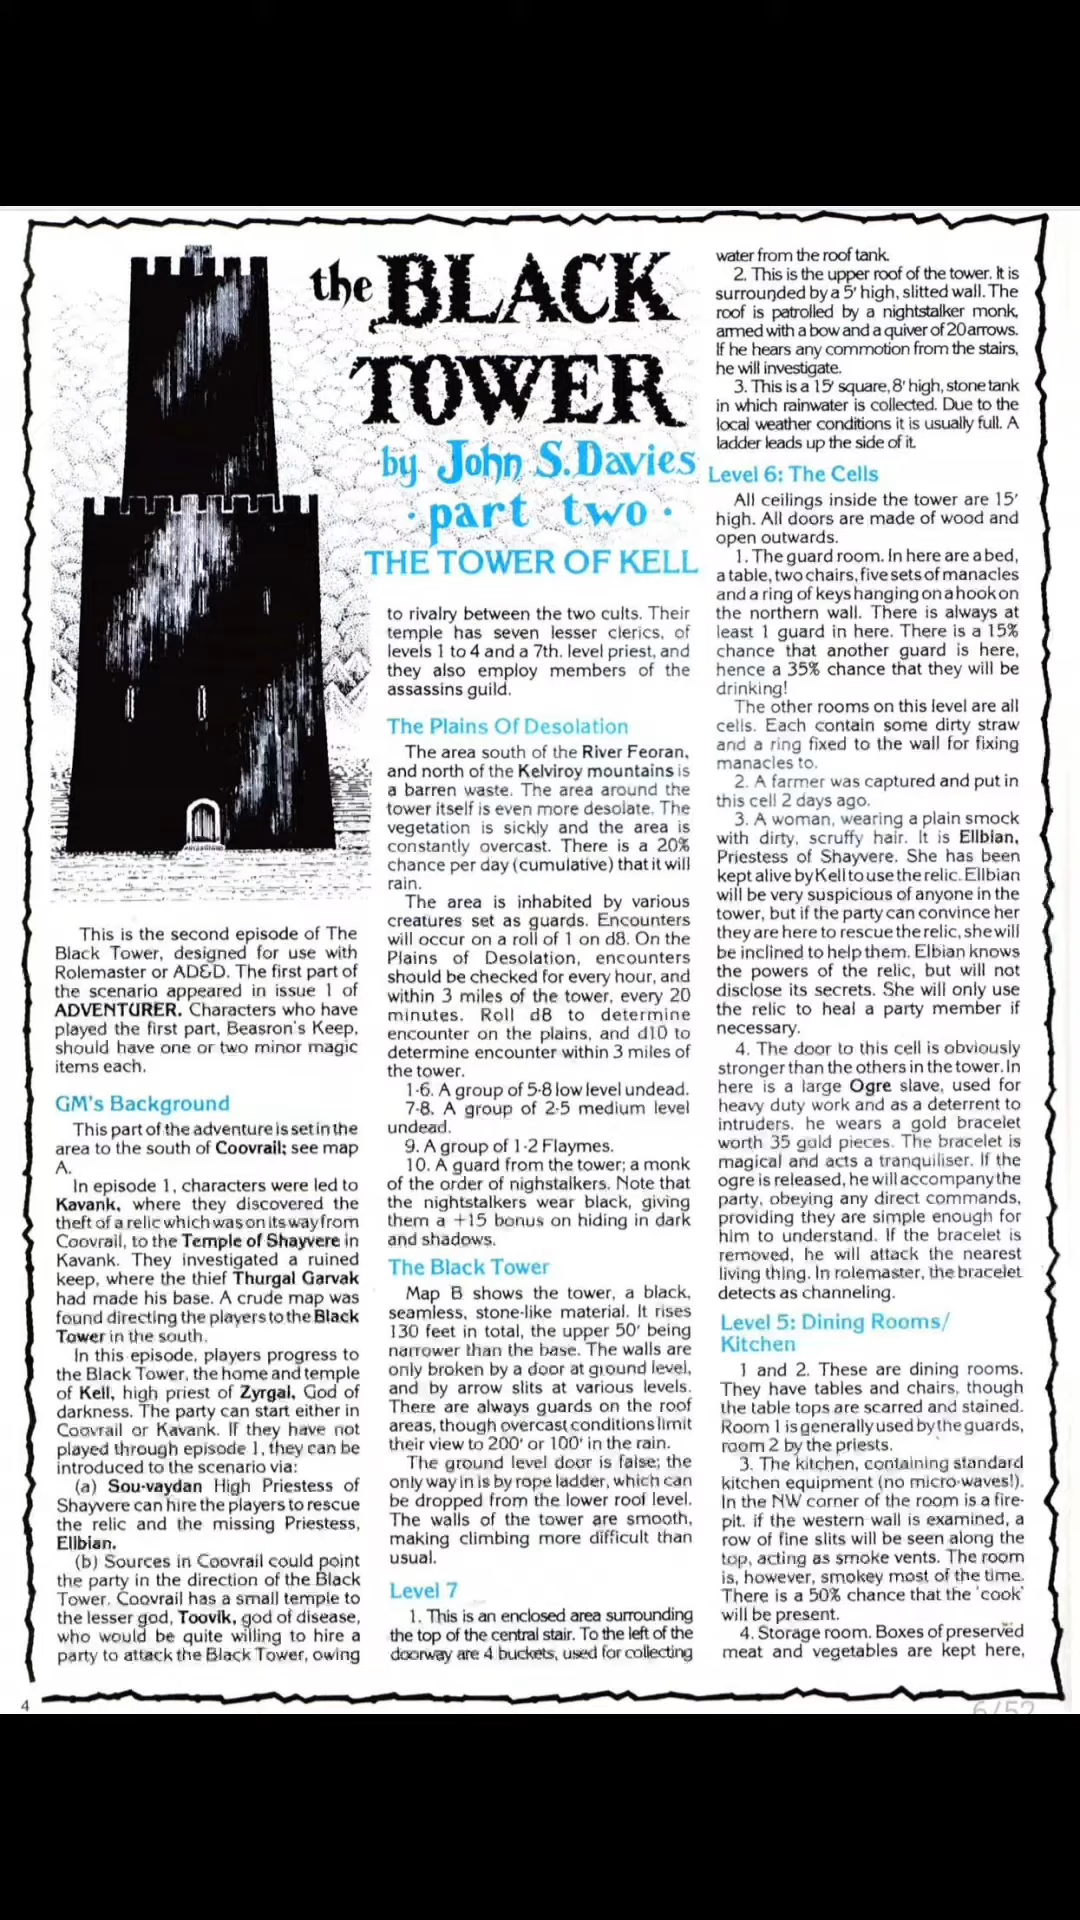 the BLACK
TOWER
by John S. Davies
· part two ·
THE TOWER OF KELL
This is the second episode of The
Black Tower, designed for use with
Rolemaster or AD&D. The first part of
the scenario appeared in issue 1 of
ADVENTURER. Characters who have
played the first part, Beasron's Keep,
should have one or two minor magic
items each.
GM's Background
This part of the adventure is set in the
area to the south of Coovrail; see map
A.
In episode 1, characters were led to
Kavank, where they discovered the
theft of a relic which was on its way from
Coovrail, to the Temple of Shayvere in
Kavank. They investigated a ruined
keep, where the thief Thurgal Garvak
had made his base. A crude map was
found directing the players to the Black
Tower in the south.
In this episode, players progress to
the Black Tower, the home and temple
of Kell, high priest of Zyrgal, God of
darkness. The party can start either in
Coovrail or Kavank. If they have not
played through episode 1, they can be
introduced to the scenario via:
(a) Sou-vaydan High Priestess of
Shayvere can hire the players to rescue
the relic and the missing Priestess,
Ellbian.
(b) Sources in Coovrail could point
the party in the direction of the Black
Tower. Coovrail has a small temple to
the lesser god, Toovik, god of disease,
who would be quite willing to hire a
party to attack the Black Tower, owing
to rivalry between the two cults. Their
temple has seven lesser clerics, of
levels 1 to 4 and a 7th. level priest, and
they also employ members of the
assassins guild.
The Plains Of Desolation
The area south of the River Feoran,
and north of the Kelviroy mountains is
a barren waste. The area around the
tower itself is even more desolate. The
vegetation is sickly and the area is
constantly overcast. There is a 20%
chance per day (cumulative) that it will
rain.
The area is inhabited by various
creatures set as guards. Encounters
will occur on a roll of 1 on d8. On the
Plains of Desolation, encounters
should be checked for every hour, and
within 3 miles of the tower, every 20
minutes. Roll d8 to determine
encounter on the plains, and d10 to
determine encounter within 3 miles of
the tower.
1-6. A group of 5-8 low level undead.
7-8. A group of 2-5 medium level
undead.
9. A group of 1-2 Flaymes.
10. A guard from the tower; a monk
of the order of nighstalkers. Note that
the nightstalkers wear black, giving
them a +15 bonus on hiding in dark
and shadows.
The Black Tower
Map B shows the tower, a black,
seamless, stone-like material. It rises
130 feet in total, the upper 50' being
narrower than the base. The walls are
only broken by a door at ground level,
and by arrow slits at various levels.
There are always guards on the roof
areas, though overcast conditions limit
their view to 200' or 100' in the rain.
The ground level door is false; the
only way in is by rope ladder, which can
be dropped from the lower roof level.
The walls of the tower are smooth,
making climbing more difficult than
usual.
Level 7
1. This is an enclosed area surrounding
the top of the central stair. To the left of the
doorway are 4 buckets, used for collecting
water from the roof tank.
2. This is the upper roof of the tower. It is
surrounded by a 5' high, slitted wall. The
roof is patrolled by a nightstalker monk,
armed with a bow and a quiver of 20 arrows.
If he hears any commotion from the stairs,
he will investigate.
3. This is a 15' square, 8' high, stone tank
in which rainwater is collected. Due to the
local weather conditions it is usually full. A
ladder leads up the side of it.
Level 6: The Cells
All ceilings inside the tower are 15'
high. All doors are made of wood and
open outwards.
1. The guard room. In here are a bed,
a table, two chairs, five sets of manacles
and a ring of keys hanging on a hook on
the northern wall. There is always at
least 1 guard in here. There is a 15%
chance that another guard is here,
hence a 35% chance that they will be
drinking!
The other rooms on this level are all
cells. Each contain some dirty straw
and a ring fixed to the wall for fixing
manacles to.
2. A farmer was captured and put in
this cell 2 days ago.
3. A woman, wearing a plain smock
with dirty, scruffy hair. It is Ellbian,
Priestess of Shayvere. She has been
kept alive by Kell to use the relic. Ellbian
will be very suspicious of anyone in the
tower, but if the party can convince her
they are here to rescue the relic, she will
be inclined to help them. Elbian knows
the powers of the relic, but will not
disclose its secrets. She will only use
the relic to heal a party member if
necessary.
4. The door to this cell is obviously
stronger than the others in the tower. In
here is a large Ogre slave, used for
heavy duty work and as a deterrent to
intruders. he wears a gold bracelet
worth 35 gold pieces. The bracelet is
magical and acts a tranquiliser. If the
ogre is released, he will accompany the
party, obeying any direct commands,
providing they are simple enough for
him to understand. If the bracelet is
removed, he will attack the nearest
living thing. In rolemaster, the bracelet
detects as channeling.
Level 5: Dining Rooms/
Kitchen
1 and 2. These are dining rooms.
They have tables and chairs, though
the table tops are scarred and stained.
Room 1 is generally used by the guards,
room 2 by the priests.
3. The kitchen, containing standard
kitchen equipment (no micro-waves!).
In the NW corner of the room is a fire-
pit. if the western wall is examined, a
row of fine slits will be seen along the
top, acting as smoke vents. The room
is, however, smokey most of the time.
There is a 50% chance that the 'cook'
will be present.
4. Storage room. Boxes of preserved
meat and vegetables are kept here,
4
6/52